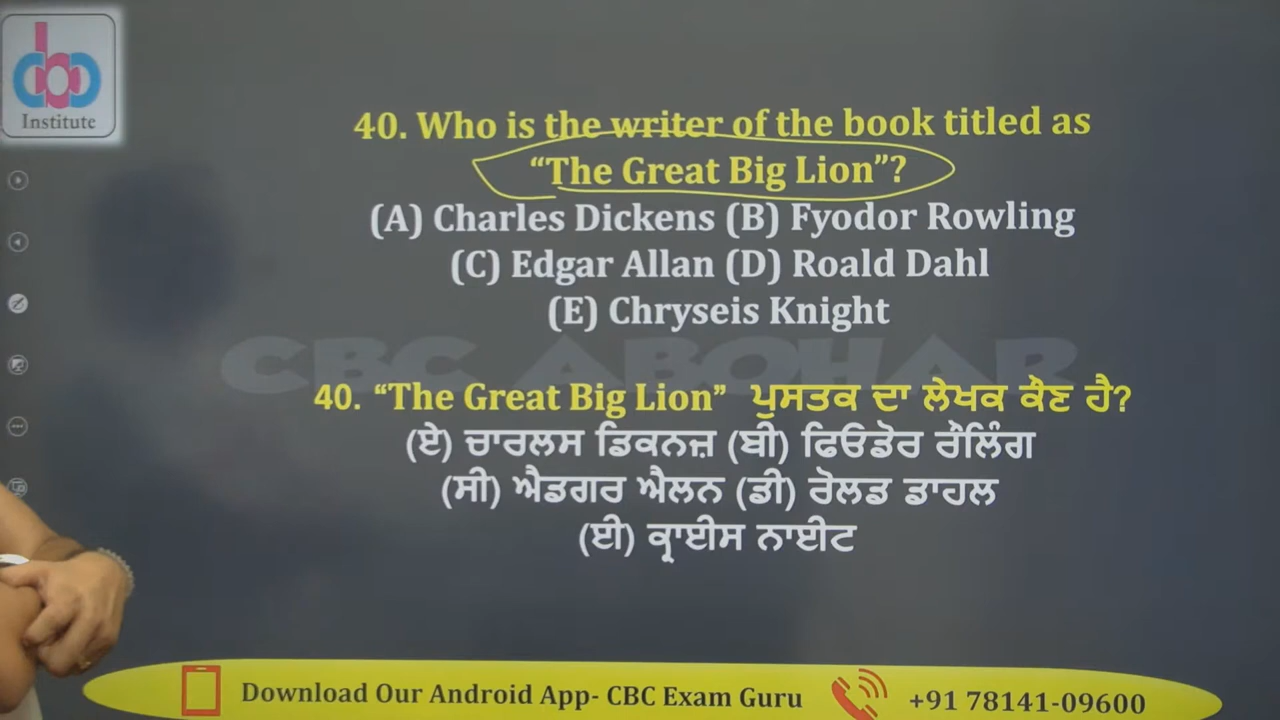 Institute
40. Who is the writer of the book titled as
“The Great Big Lion”?
(A) Charles Dickens (B) Fyodor Rowling
(C) Edgar Allan (D) Roald Dahl
(E) Chryseis Knight
CBC ABOHAR
40. “The Great Big Lion” ਪੁਸਤਕ ਦਾ ਲੇਖਕ ਕੌਣ ਹੈ?
(ਏ) ਚਾਰਲਸ ਡਿਕਨਜ਼ (ਬੀ) ਫਿਓਡੋਰ ਰੌਲਿੰਗ
(ਸੀ) ਐਡਗਰ ਐਲਨ (ਡੀ) ਰੋਲਡ ਡਾਹਲ
(ਈ) ਕ੍ਰਾਈਸ ਨਾਈਟ
Download Our Android App- CBC Exam Guru
+91 78141-09600